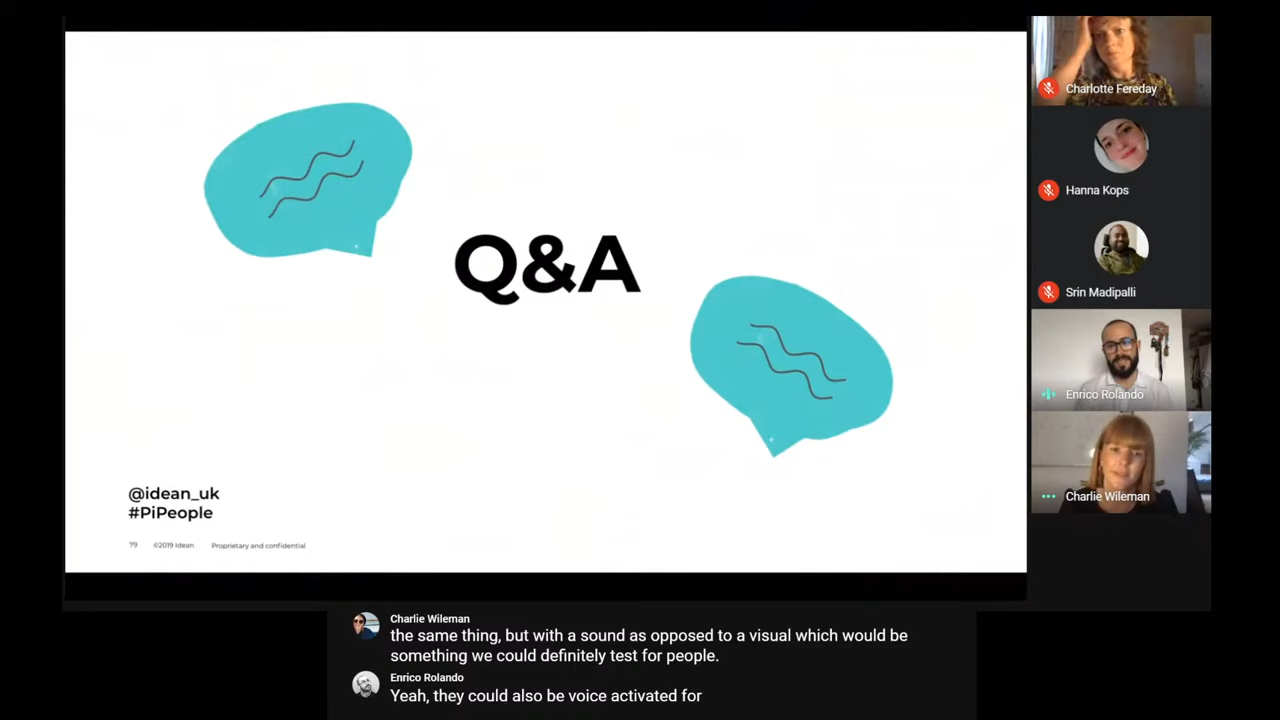 Q&A
@idean_uk
#PiPeople
79 ©2019 Idean Proprietary and confidential
Charlotte Fereday
Hanna Kops
Srin Madipalli
Enrico Rolando
Charlie Wileman
Charlie Wileman
the same thing, but with a sound as opposed to a visual which would be
something we could definitely test for people.
Enrico Rolando
Yeah, they could also be voice activated for